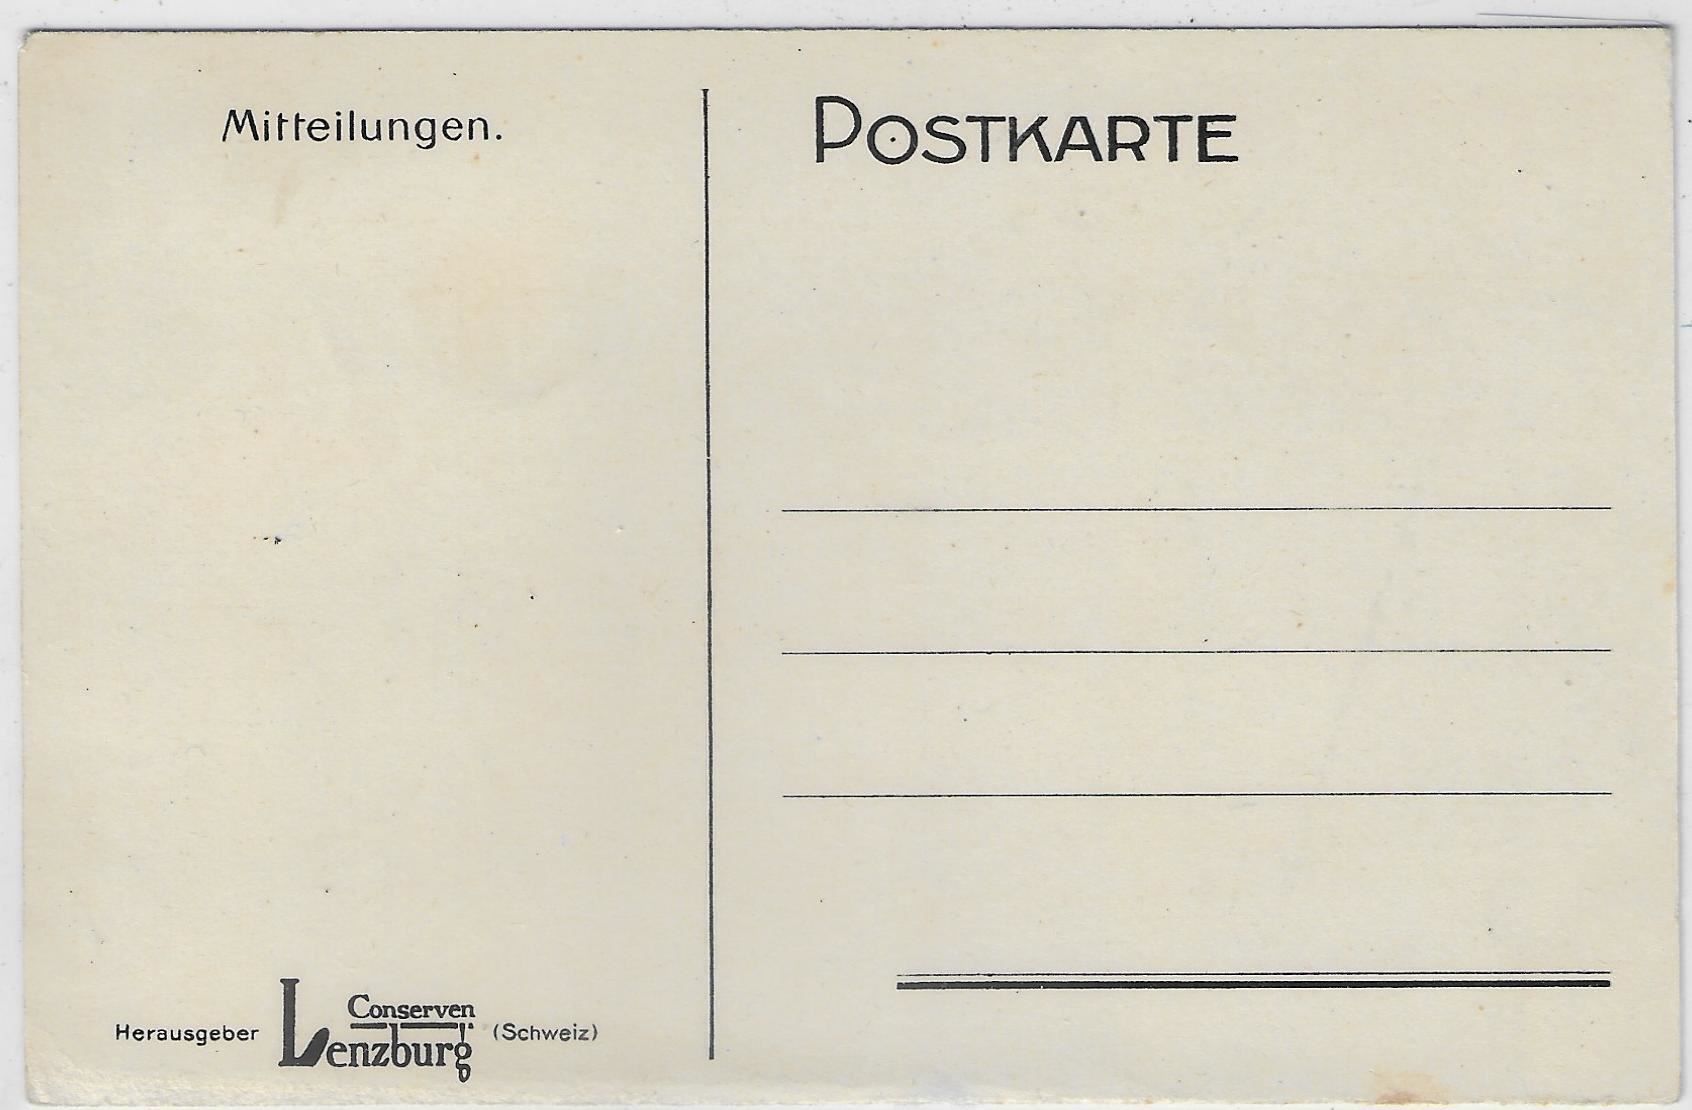 Mitteilungen.
POSTKARTE
Herausgeber Conserven Lenzburg (Schweiz)